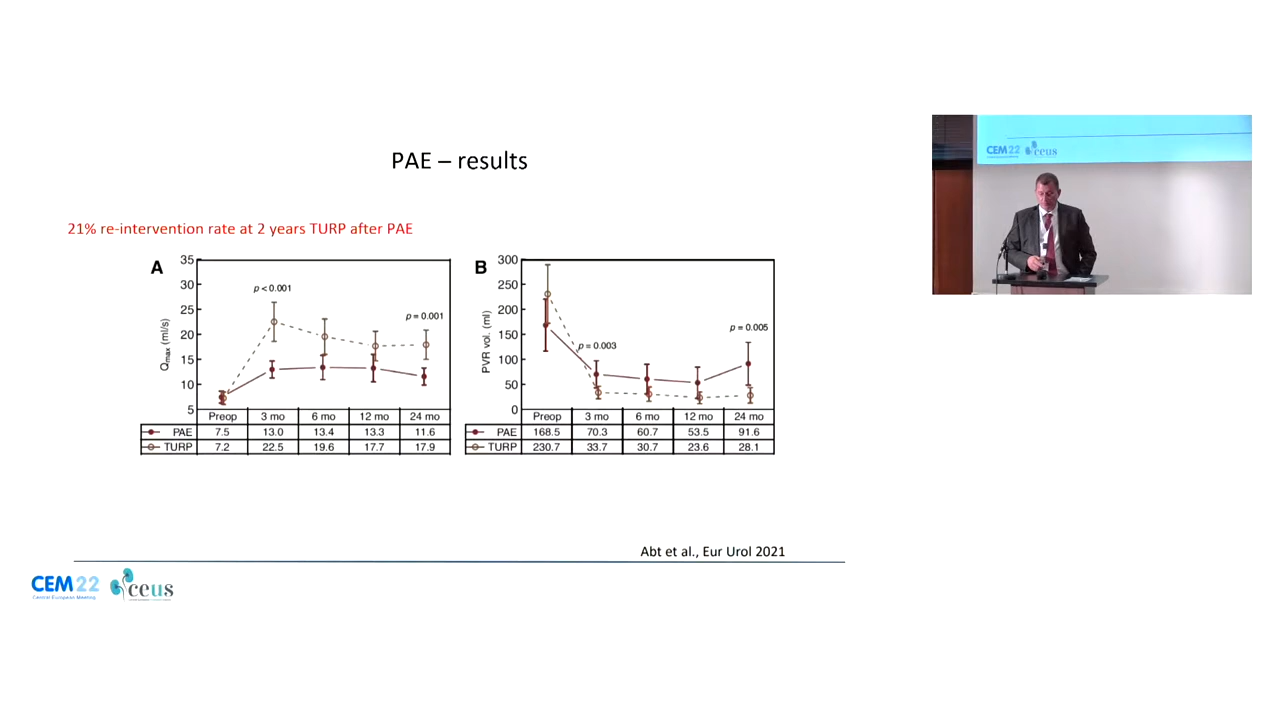 PAE – results
21% re-intervention rate at 2 years TURP after PAE
A
35
30
25
20
15
10
5
Qmax (ml/s)
p < 0.001
p = 0.001
Preop 3 mo 6 mo 12 mo 24 mo
PAE 7.5 13.0 13.4 13.3 11.6
TURP 7.2 22.5 19.6 17.7 17.9
B
300
250
200
150
100
50
0
PVR vol. (ml)
p = 0.003
p = 0.005
Preop 3 mo 6 mo 12 mo 24 mo
PAE 168.5 70.3 60.7 53.5 91.6
TURP 230.7 33.7 30.7 23.6 28.1
Abt et al., Eur Urol 2021
CEM22
Central European Meeting
ceus
CEM22
ceus